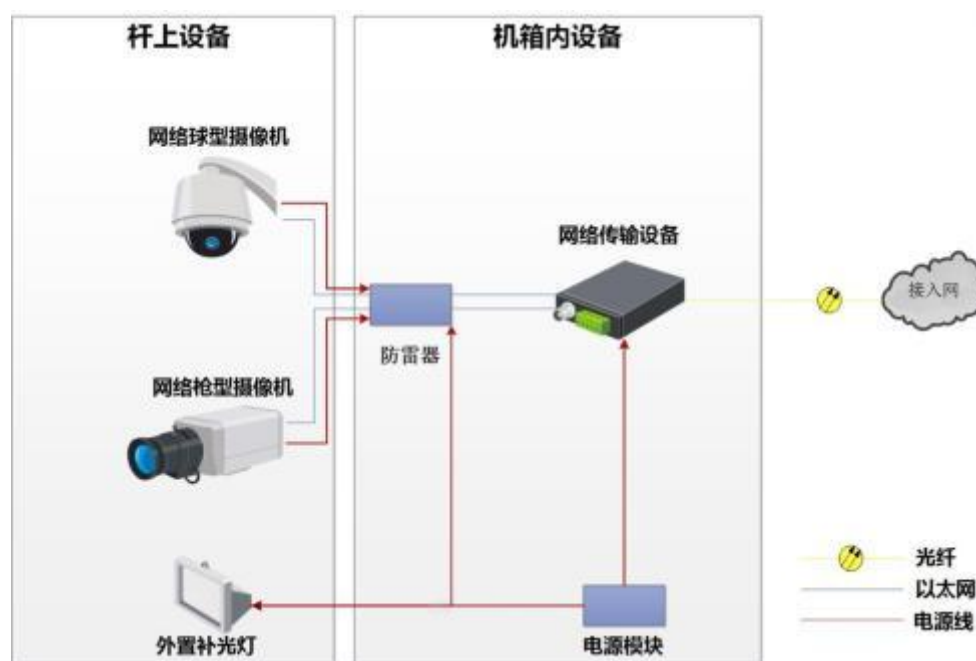 杆上设备
机箱内设备
网络球型摄像机
网络传输设备
接入网
防雷器
网络枪型摄像机
光纤
以太网
电源线
外置补光灯
电源模块